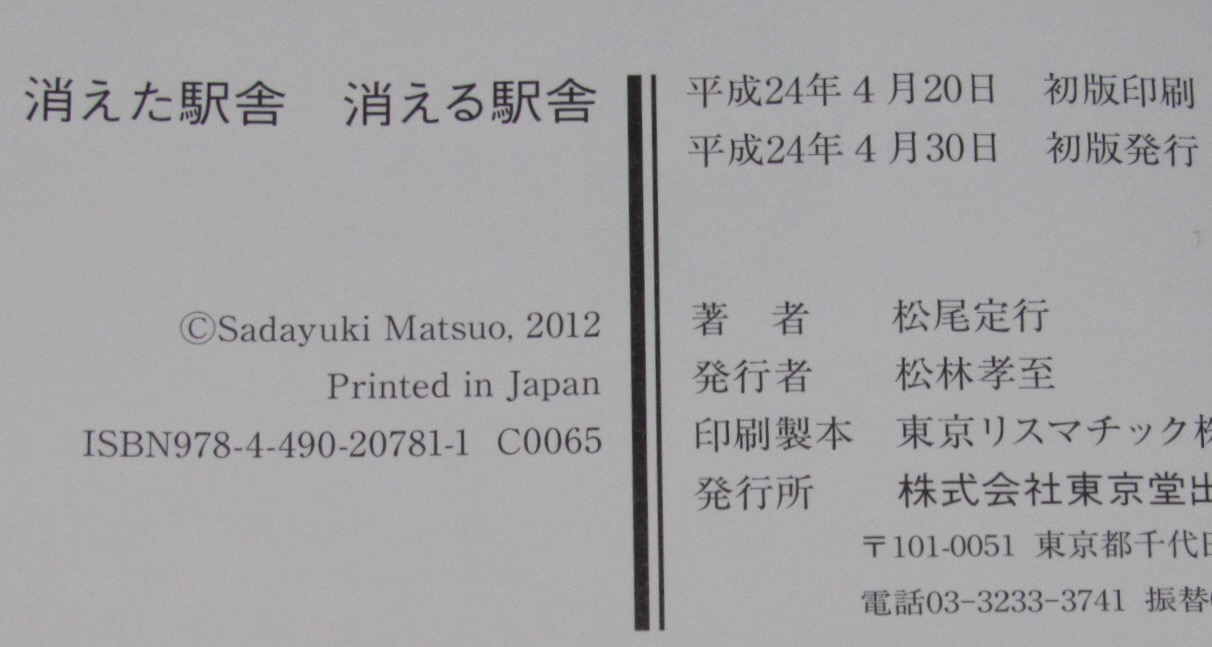 消えた駅舎　消える駅舎
©Sadayuki Matsuo, 2012
Printed in Japan
ISBN978-4-490-20781-1 C0065
平成24年4月20日　初版印刷
平成24年4月30日　初版発行
著　者　松尾定行
発行者　松林孝至
印刷製本　東京リスマチック株
発行所　株式会社東京堂出
〒101-0051 東京都千代田
電話03-3233-3741 振替